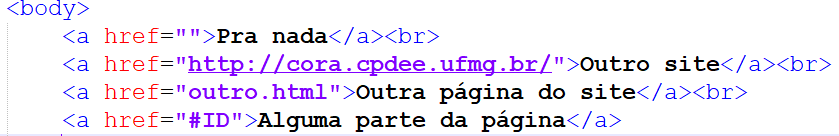 <body>
<a href="">Pra nada</a><br>
<a href="http://cora.cpdee.ufmg.br/">Outro site</a><br>
<a href="outro.html">Outra página do site</a><br>
<a href="#ID">Alguma parte da página</a>